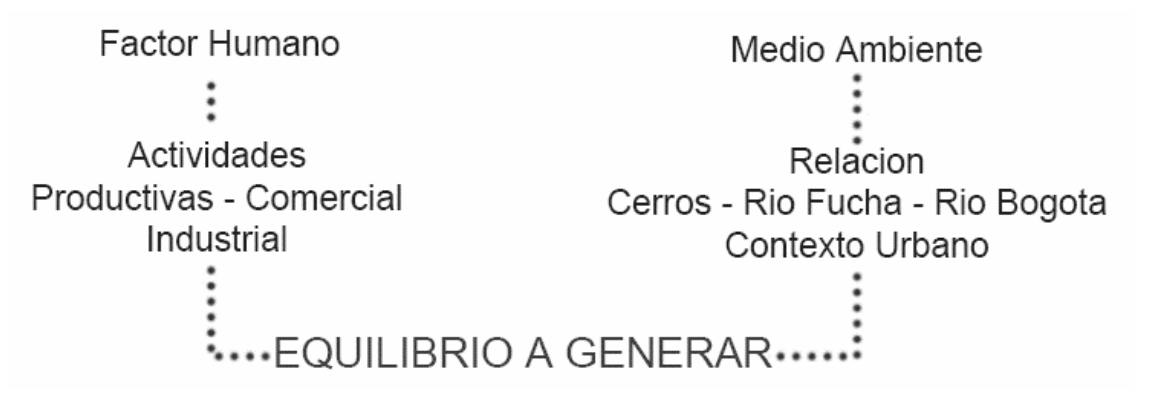 Factor Humano
Actividades
Productivas - Comercial
Industrial
Medio Ambiente
Relacion
Cerros - Rio Fucha - Rio Bogota
Contexto Urbano
EQUILIBRIO A GENERAR